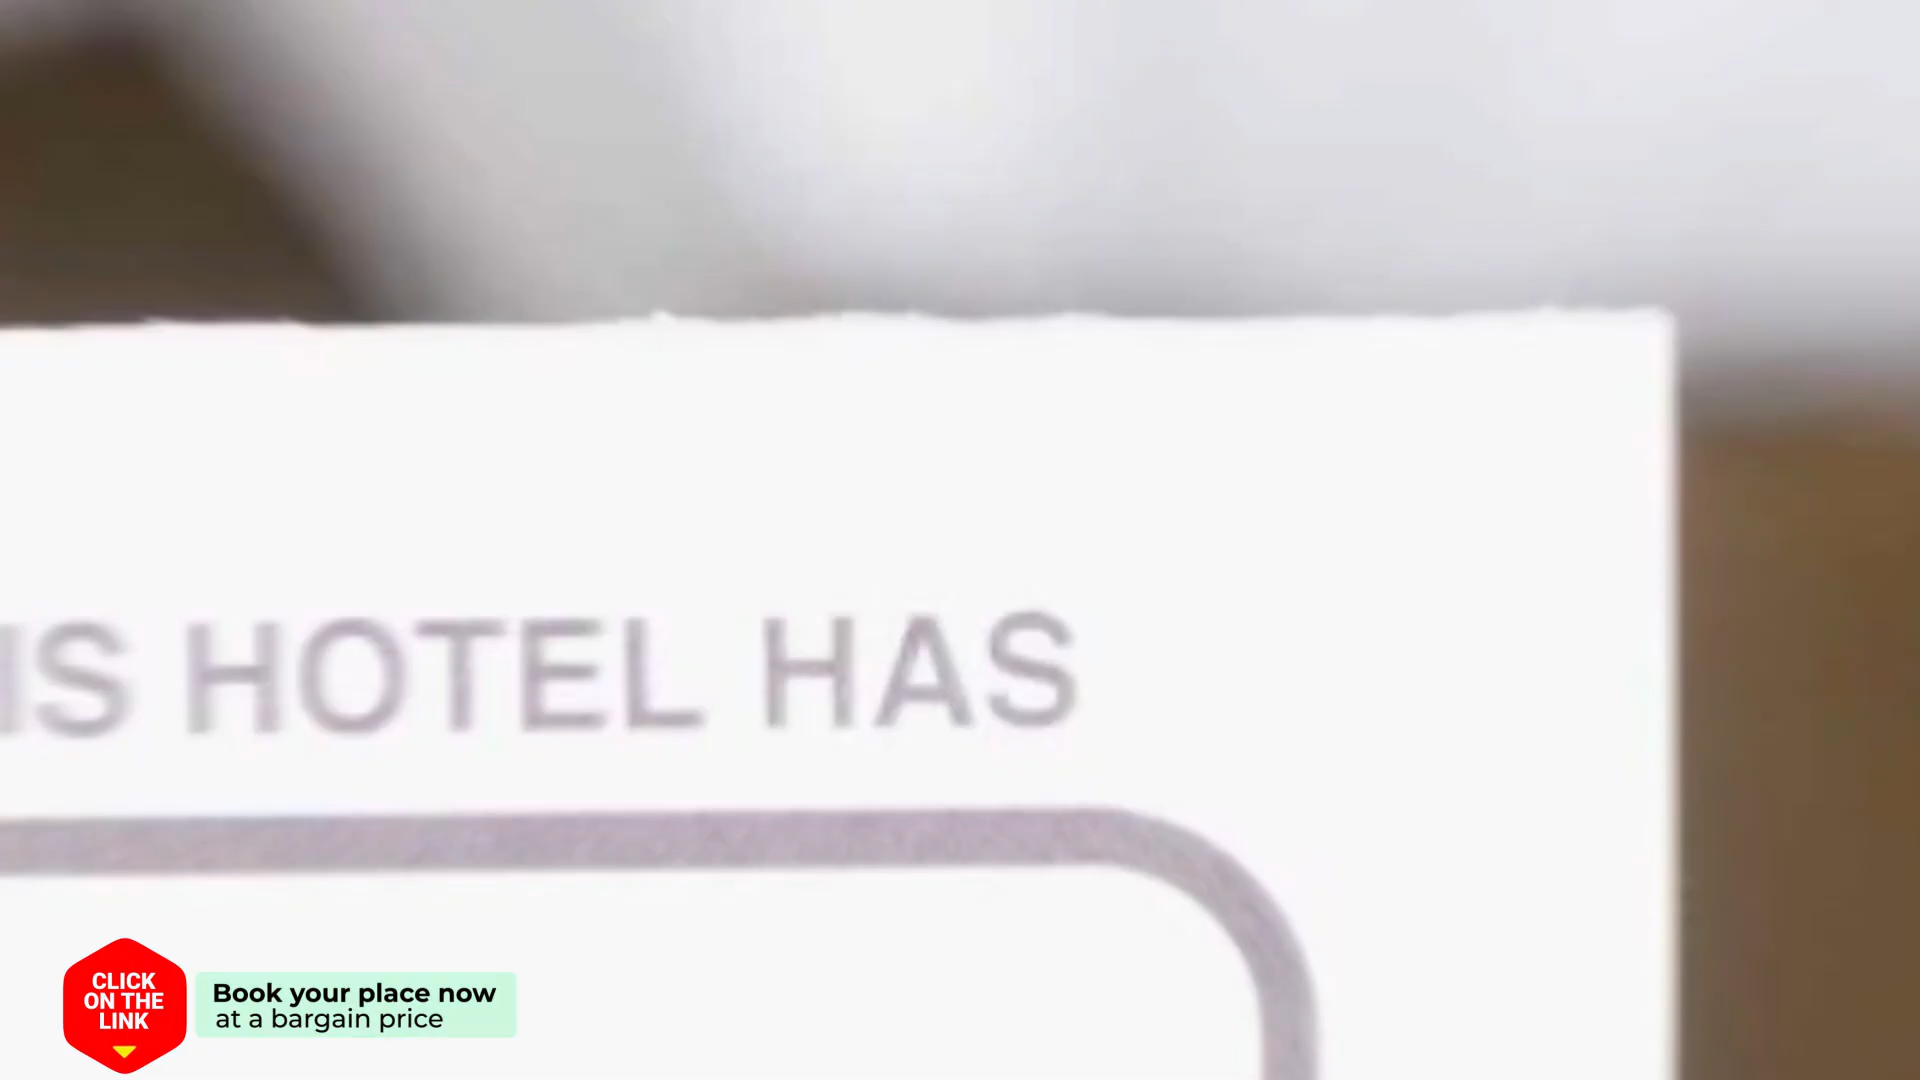 IS HOTEL HAS
CLICK
ON THE
LINK
Book your place now
at a bargain price